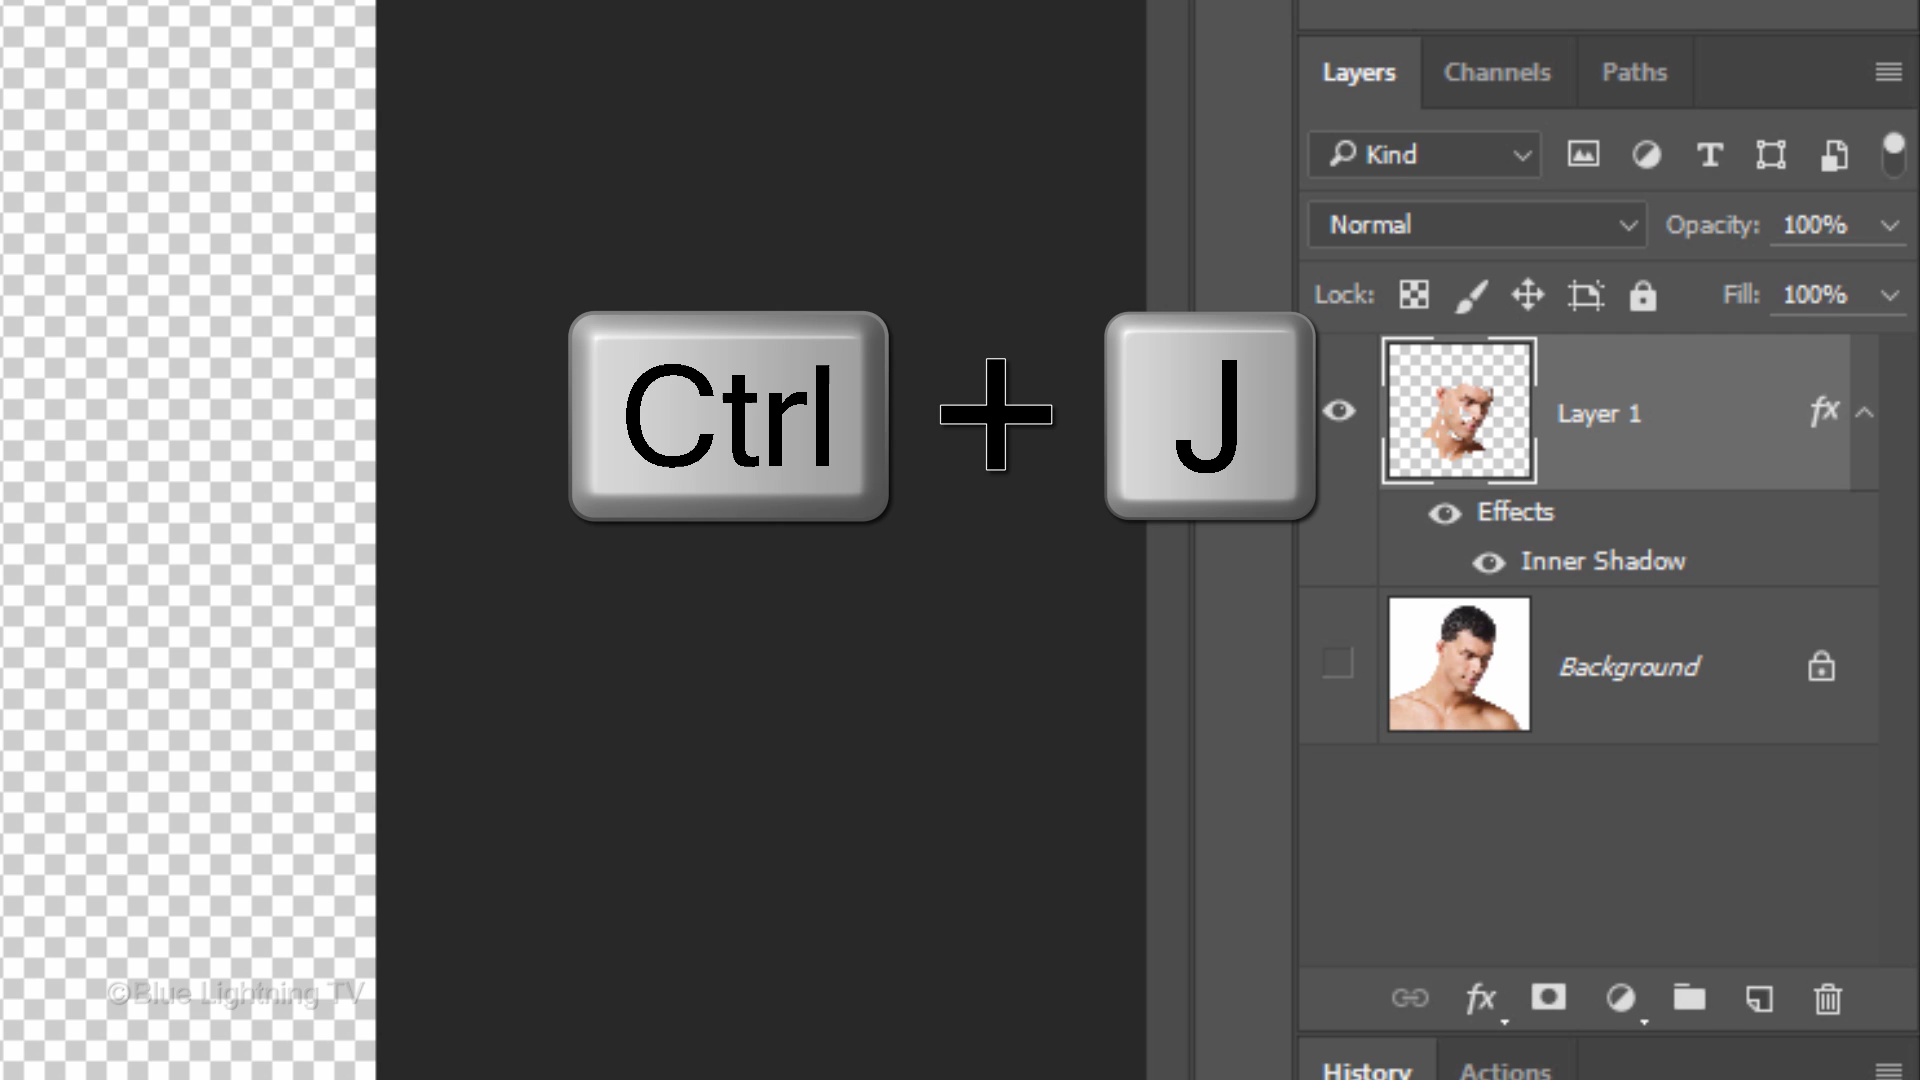 Layers Channels Paths
Kind
Normal Opacity: 100%
Lock: Fill: 100%
Ctrl + J
Layer 1 fx
Effects
Inner Shadow
Background
©Blue Lightning TV
fx
History Actions